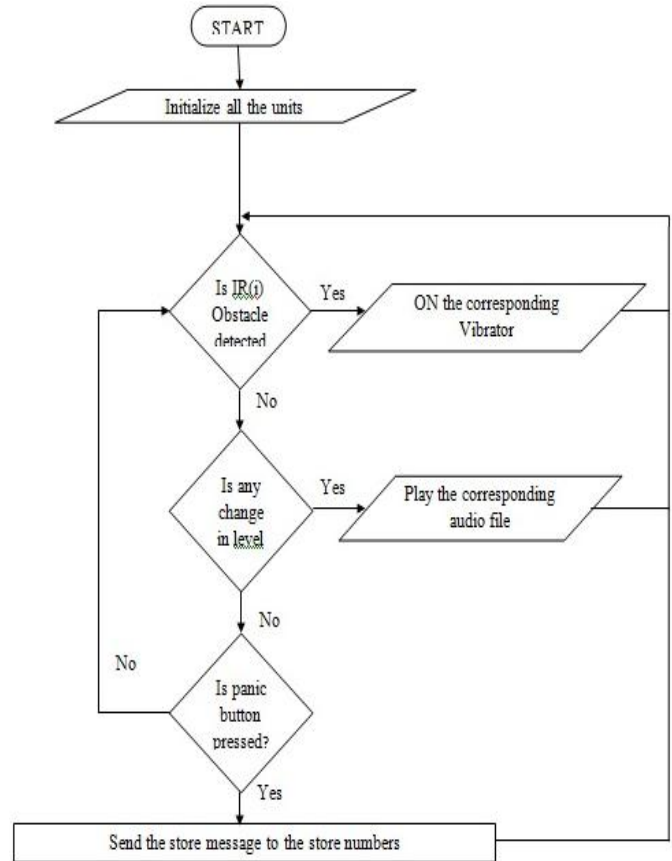 START
Initialize all the units
Is IR(i)
Obstacle
detected
Yes
ON the corresponding
Vibrator
No
Is any
change
in level
Yes
Play the corresponding
audio file
No
No
Is panic
button
pressed?
Yes
Send the store message to the store numbers